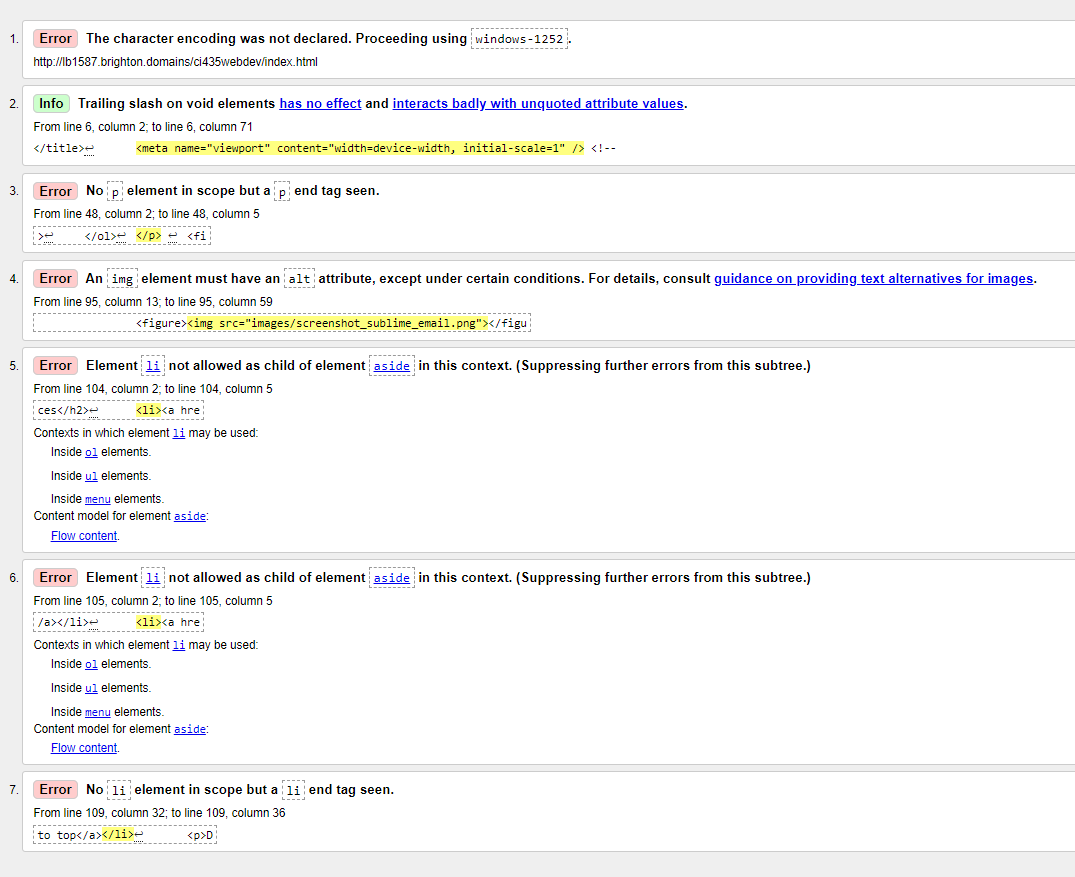 1. Error The character encoding was not declared. Proceeding using windows-1252.
http://lb1587.brighton.domains/ci435webdev/index.html
2. Info Trailing slash on void elements has no effect and interacts badly with unquoted attribute values.
From line 6, column 2; to line 6, column 71
</title>↩ <meta name="viewport" content="width=device-width, initial-scale=1" /> <!--
3. Error No p element in scope but a p end tag seen.
From line 48, column 2; to line 48, column 5
>↩ </ol>↩ </p> ↩ <fi
4. Error An img element must have an alt attribute, except under certain conditions. For details, consult guidance on providing text alternatives for images.
From line 95, column 13; to line 95, column 59
<figure><img src="images/screenshot_sublime_email.png"></figu
5. Error Element li not allowed as child of element aside in this context. (Suppressing further errors from this subtree.)
From line 104, column 2; to line 104, column 5
ces</h2>↩ <li><a hre
Contexts in which element li may be used:
Inside ol elements.
Inside ul elements.
Inside menu elements.
Content model for element aside:
Flow content.
6. Error Element li not allowed as child of element aside in this context. (Suppressing further errors from this subtree.)
From line 105, column 2; to line 105, column 5
/a></li>↩ <li><a hre
Contexts in which element li may be used:
Inside ol elements.
Inside ul elements.
Inside menu elements.
Content model for element aside:
Flow content.
7. Error No li element in scope but a li end tag seen.
From line 109, column 32; to line 109, column 36
to top</a></li>↩ <p>D